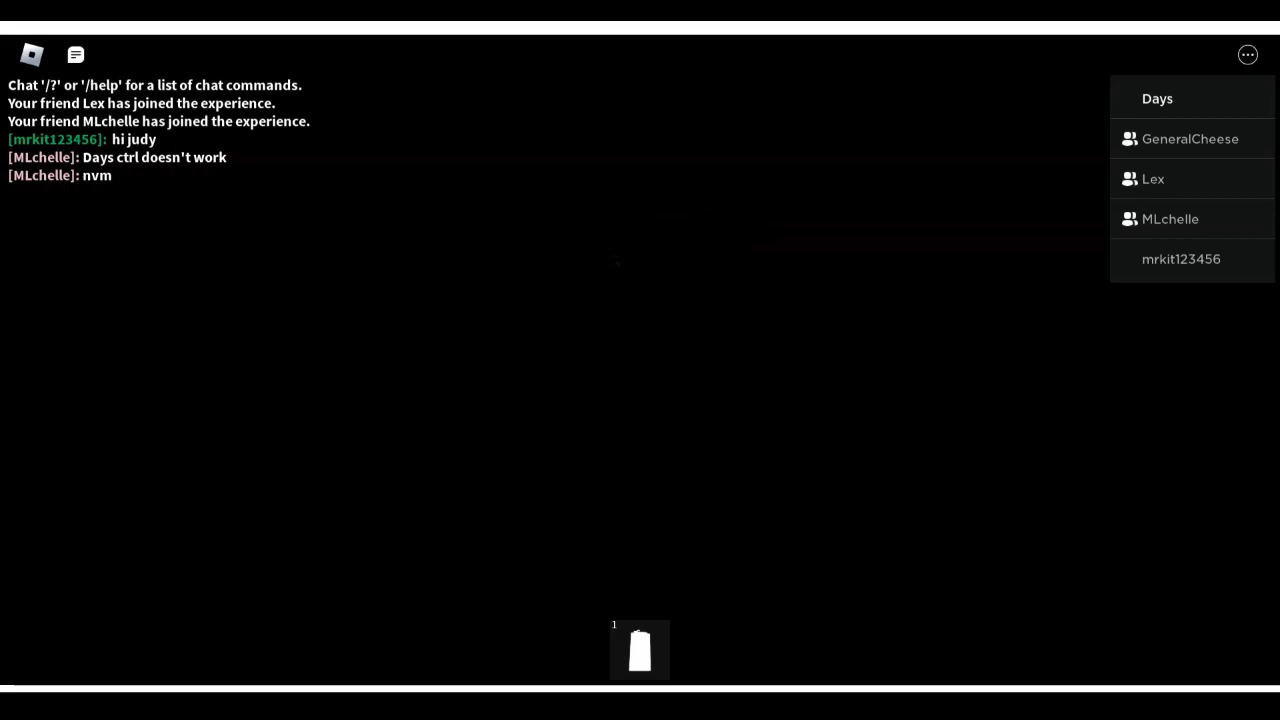 Chat '/?' or '/help' for a list of chat commands.
Your friend Lex has joined the experience.
Your friend MLchelle has joined the experience.
[mrkit123456]: hi judy
[MLchelle]: Days ctrl doesn't work
[MLchelle]: nvm
Days
GeneralCheese
Lex
MLchelle
mrkit123456
1